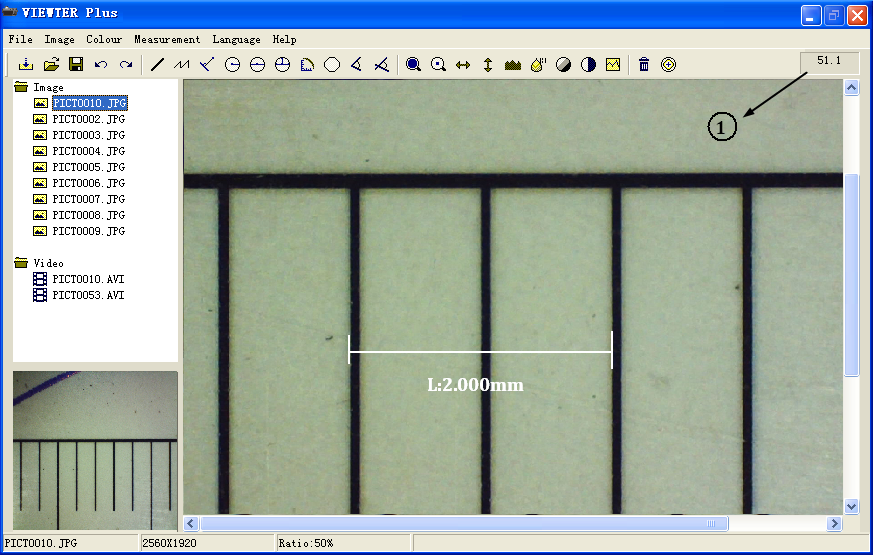 VIEWTER Plus
File Image Colour Measurement Language Help
51.1
1
Image
PICT0010.JPG
PICT0002.JPG
PICT0003.JPG
PICT0004.JPG
PICT0005.JPG
PICT0006.JPG
PICT0007.JPG
PICT0008.JPG
PICT0009.JPG
Video
PICT0010.AVI
PICT0053.AVI
L:2.000mm
PICT0010.JPG 2560X1920 Ratio:50%